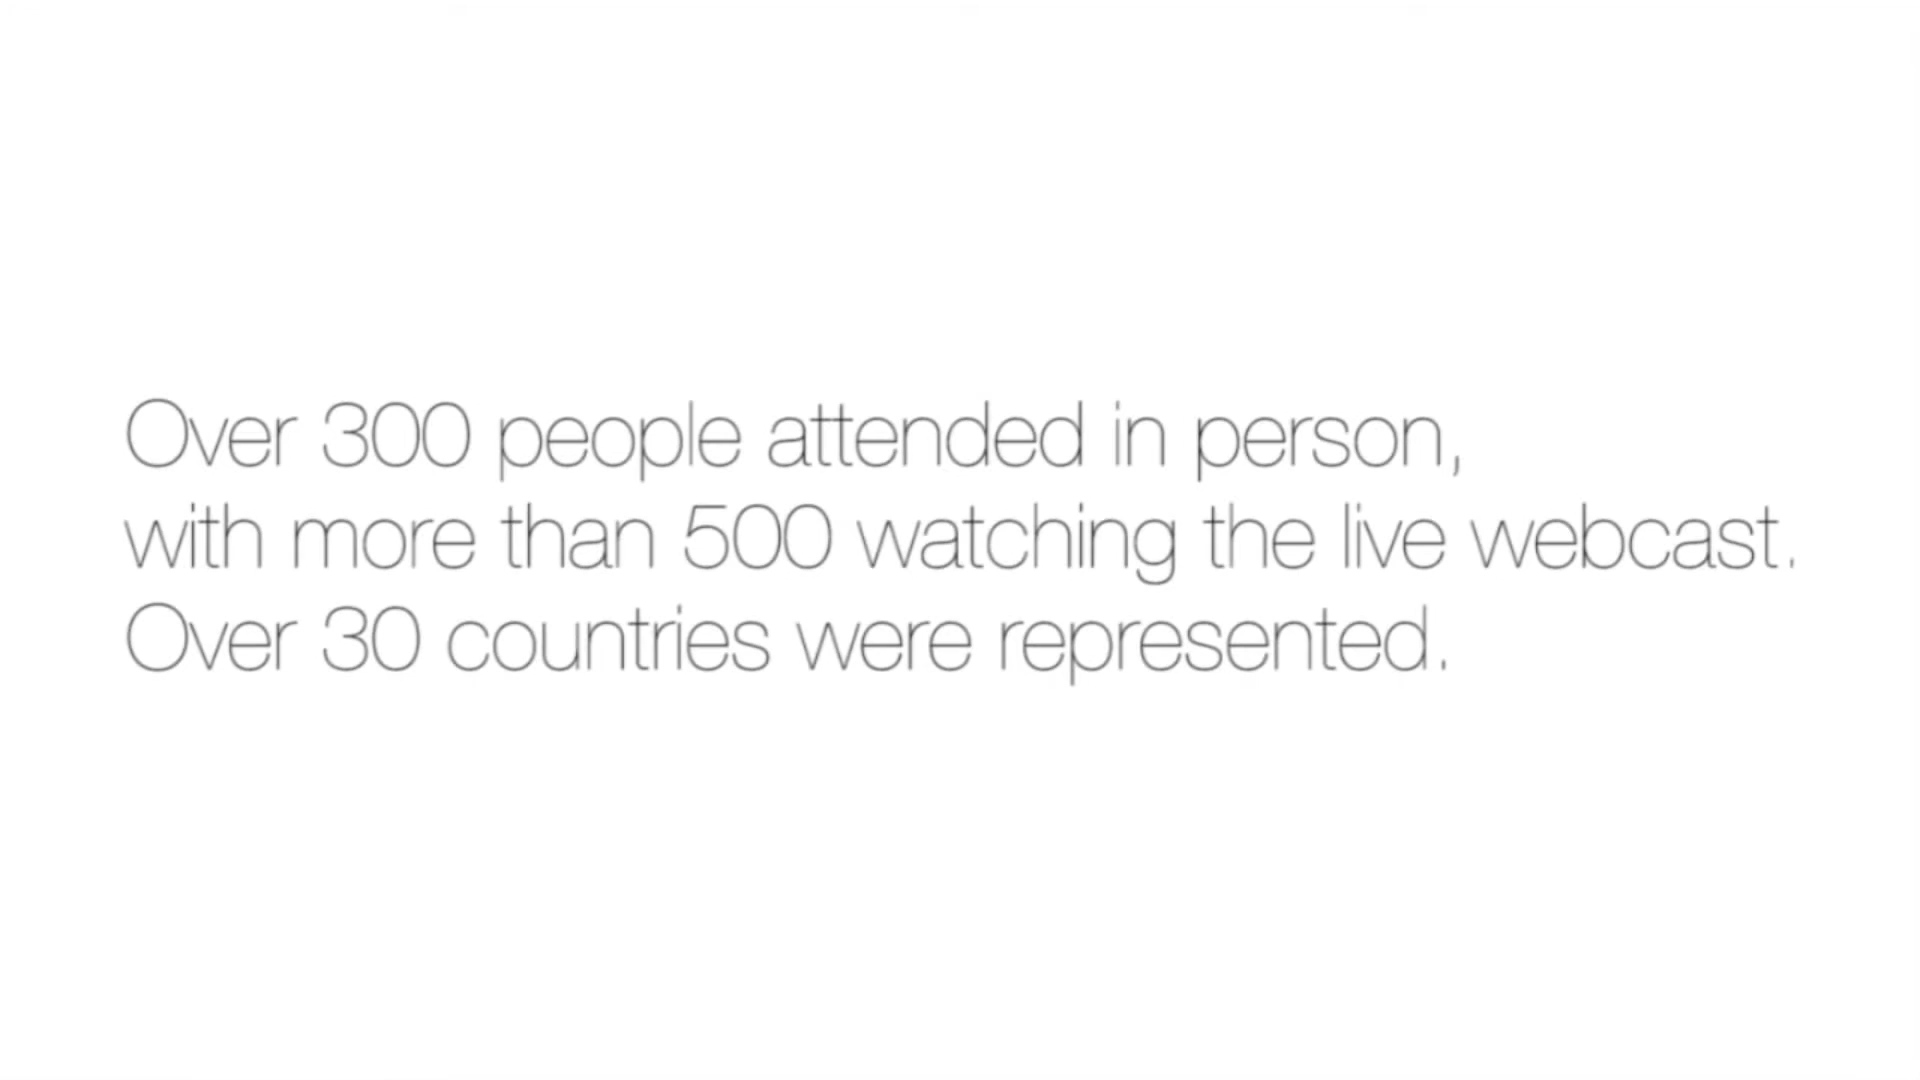 Over 300 people attended in person,
with more than 500 watching the live webcast.
Over 30 countries were represented.